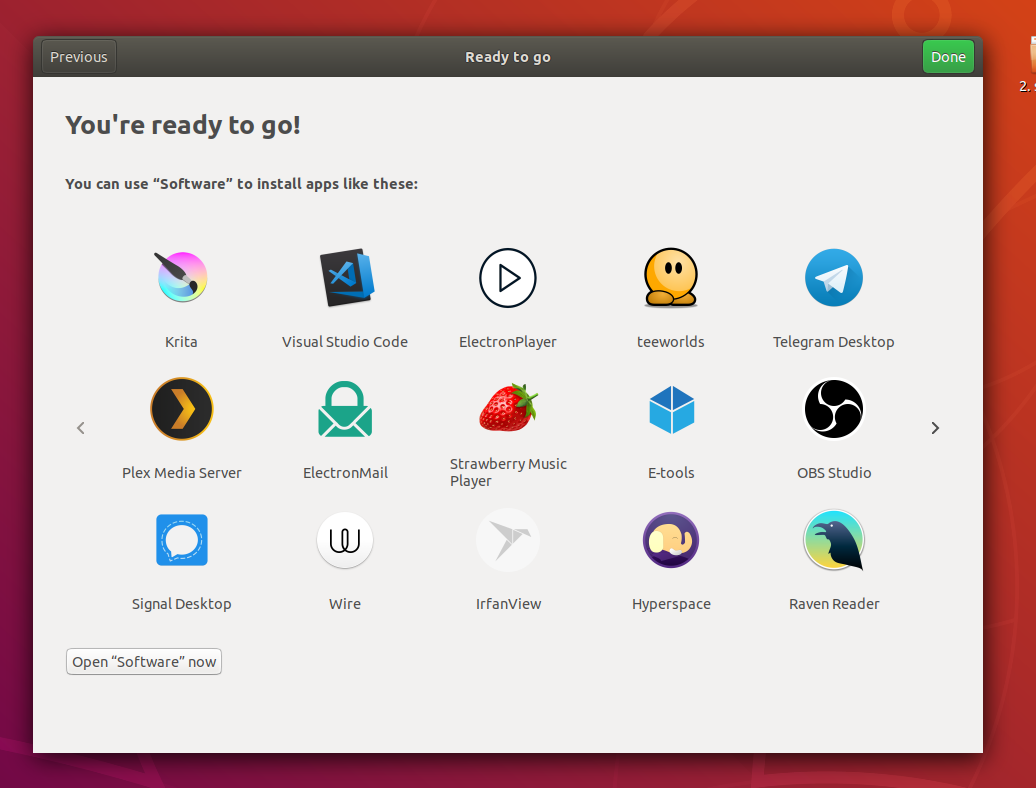 Previous
Ready to go
Done
2.
You're ready to go!
You can use “Software” to install apps like these:
Krita
Visual Studio Code
ElectronPlayer
teeworlds
Telegram Desktop
Plex Media Server
ElectronMail
Strawberry Music
Player
E-tools
OBS Studio
Signal Desktop
Wire
IrfanView
Hyperspace
Raven Reader
Open “Software” now